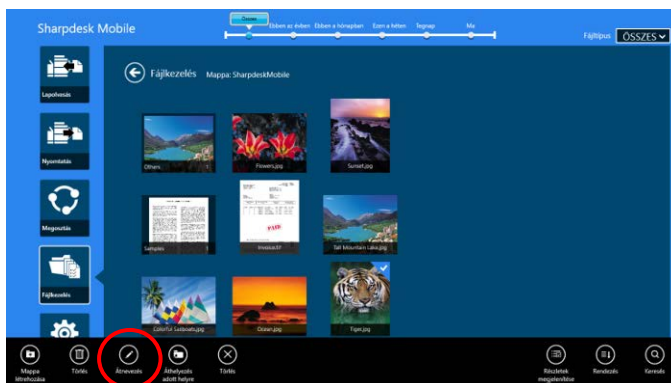 Sharpdesk Mobile
Összes
Ebben az évben
Ebben a hónapban
Ezen a héten
Tegnap
Ma
Fájltípus
ÖSSZES
Lapolvasás
Nyomtatás
Megosztás
Fájlkezelés
Fájlkezelés Mappa: SharpdeskMobile
Others
Flowers.jpg
Sunset.jpg
Samples
PAID
Invoice.tif
Tall Mountain Lake.jpg
Colorful Sailboats.jpg
Ocean.jpg
Tiger.jpg
Mappa létrehozása
Törlés
Átnevezés
Áthelyezés adott helyre
Törlés
Részletek megjelenítése
Rendezés
Keresés